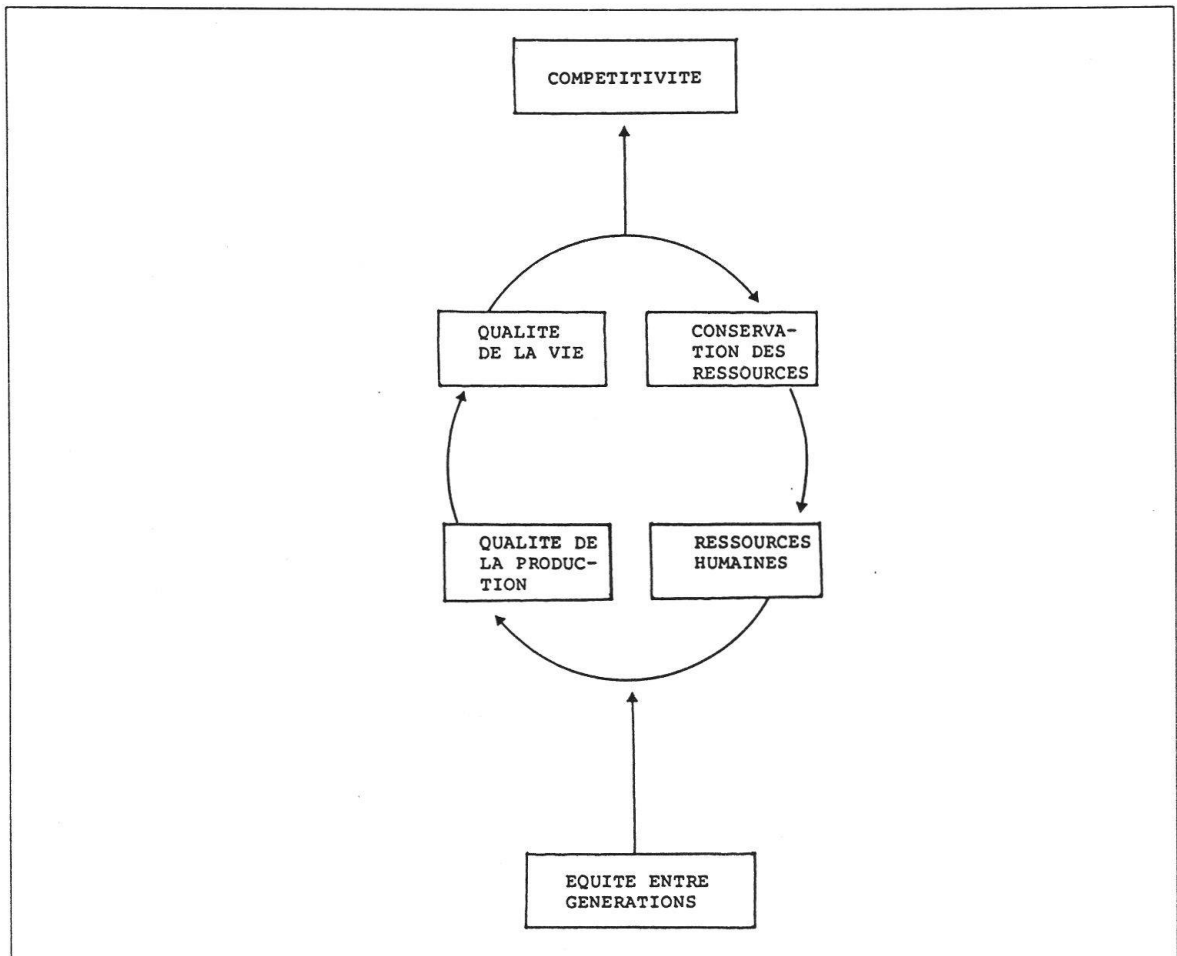 COMPETITIVITE
QUALITE
DE LA VIE
CONSERVA-
TION DES
RESSOURCES
QUALITE DE
LA PRODUC-
TION
RESSOURCES
HUMAINES
EQUITE ENTRE
GENERATIONS